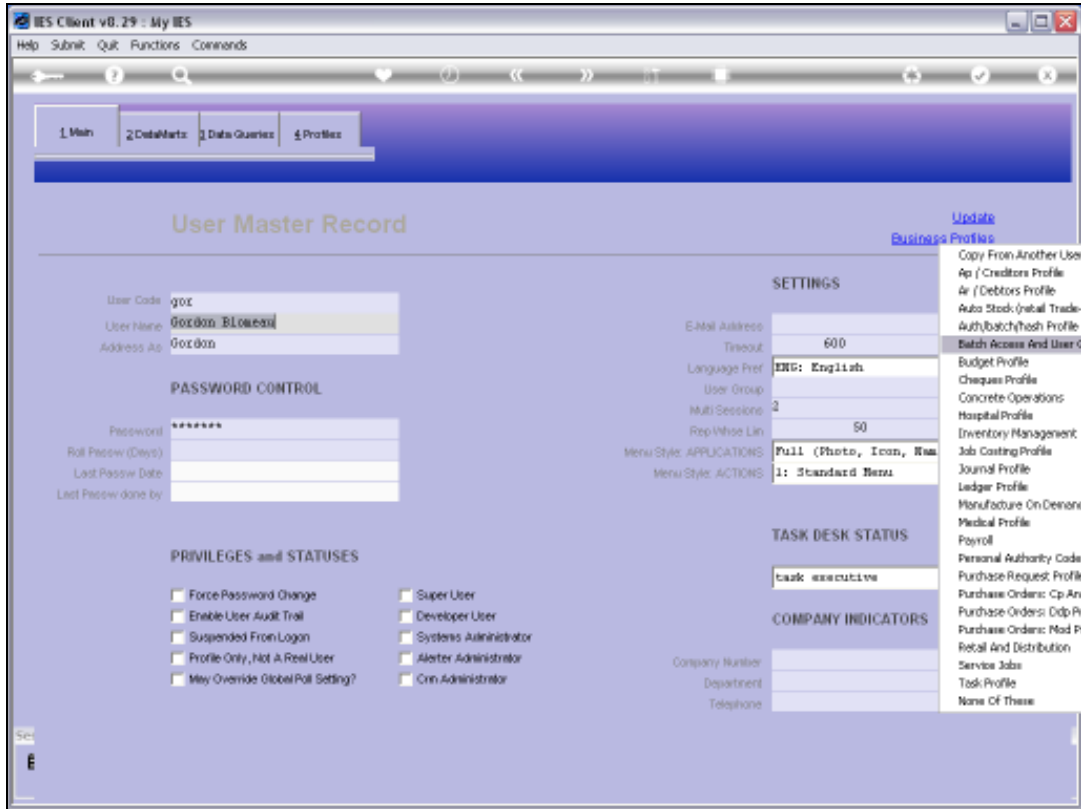 IES Client v8.29 : My IES
Help Submit Quit Functions Commands
1 Main 2 DataMarts 3 Data Queries 4 Profiles
User Master Record
Update
Business Profiles
User Code gor
User Name Gordon Blomeau
Address As Gordon
PASSWORD CONTROL
Password *******
Roll Passw (Days)
Last Passw Date
Last Passw done by
PRIVILEGES and STATUSES
Force Password Change
Enable User Audit Trail
Suspended From Logon
Profile Only, Not A Real User
May Override Global Poll Setting?
Super User
Developer User
Systems Administrator
Alerter Administrator
Crm Administrator
SETTINGS
E-Mail Address
Timeout 600
Language Pref ENG: English
User Group
Multi Sessions 2
Rep/Whse Lim 50
Menu Style: APPLICATIONS Full (Photo, Icon, Nam
Menu Style: ACTIONS 1: Standard Menu
TASK DESK STATUS
task executive
COMPANY INDICATORS
Company Number
Department
Telephone
Copy From Another User
Ap / Creditors Profile
Ar / Debtors Profile
Auto Stock (retail Trade-
Auth/batch/hash Profile
Batch Access And User
Budget Profile
Cheques Profile
Concrete Operations
Hospital Profile
Inventory Management
Job Costing Profile
Journal Profile
Ledger Profile
Manufacture On Demand
Medical Profile
Payroll
Personal Authority Code
Purchase Request Profile
Purchase Orders: Cp An
Purchase Orders: Ddp P
Purchase Orders: Mod P
Retail And Distribution
Service Jobs
Task Profile
None Of These